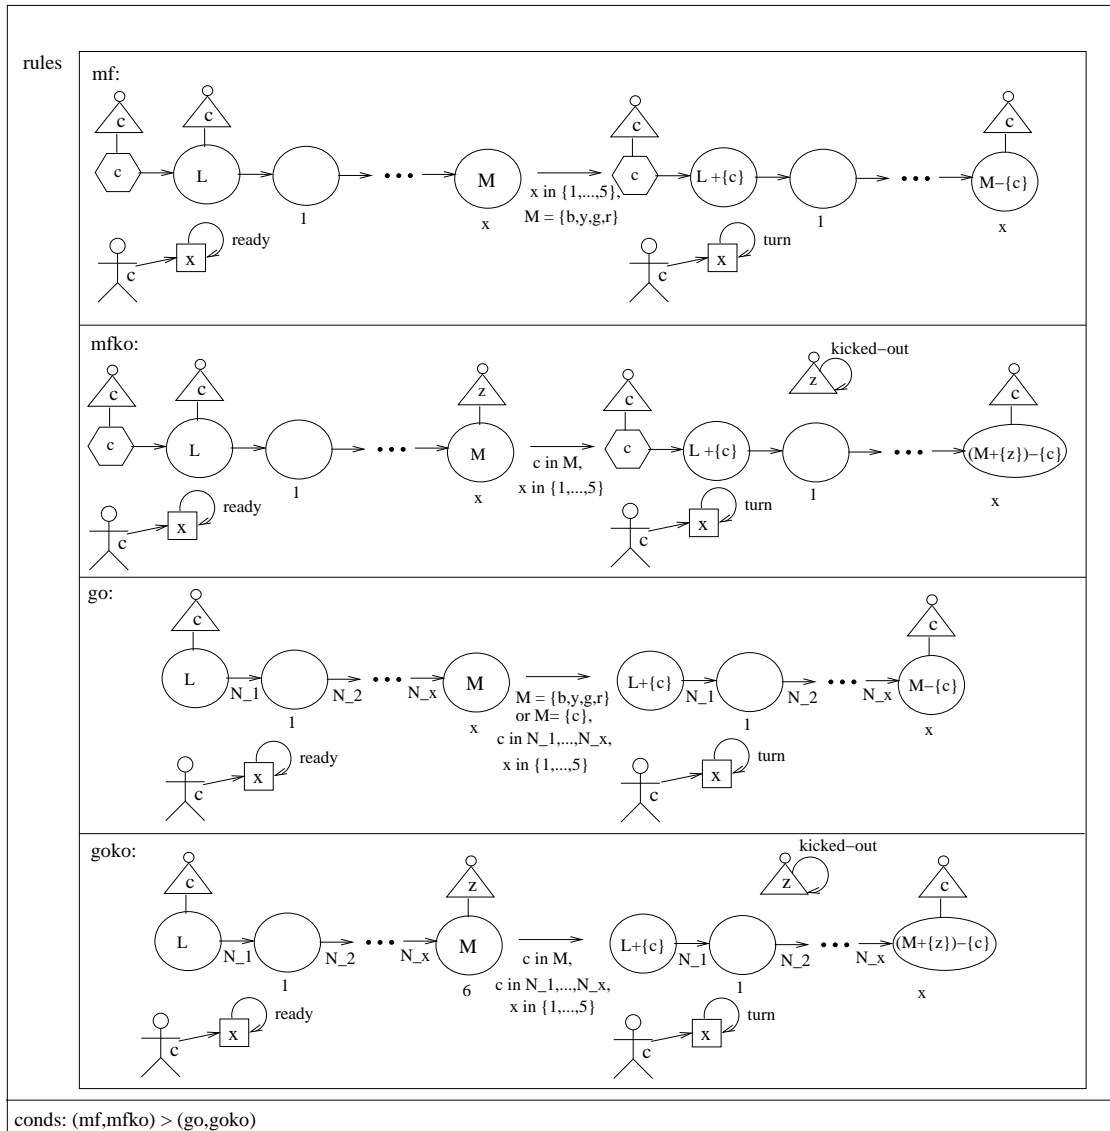 rules
mf:
c c c c
c L 1 ••• M x in {1,...,5}, c L +{c} ••• M−{c}
1 x M = {b,y,g,r} 1 x
ready turn
c x c x
mfko: kicked−out
c c z c z c
c L ••• M c in M, c L +{c} ••• (M+{z})−{c}
1 x x in {1,...,5} 1 x
ready turn
c x c x
go:
c c
L N_1 N_2 ••• N_x M L+{c} N_1 N_2 ••• N_x M−{c}
1 x M = {b,y,g,r} 1 x
or M= {c},
c in N_1,...,N_x,
x in {1,...,5}
ready turn
c x c x
goko: kicked−out
c z z c
L N_1 N_2 ••• N_x M L+{c} N_1 N_2 ••• N_x (M+{z})−{c}
1 6 c in M, 1 x
c in N_1,...,N_x,
x in {1,...,5}
ready turn
c x c x
conds: (mf,mfko) > (go,goko)